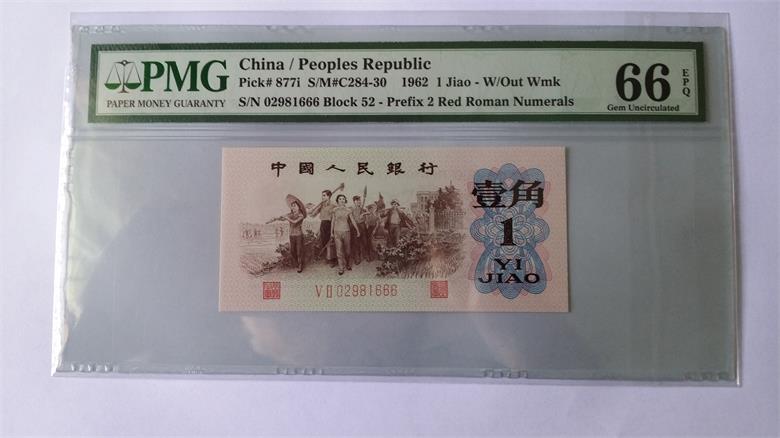 PMG
PAPER MONEY GUARANTY
China / Peoples Republic
Pick# 877i S/M#C284-30 1962 1 Jiao - W/Out Wmk
S/N 02981666 Block 52 - Prefix 2 Red Roman Numerals
66 EPQ
Gem Uncirculated
中國人民銀行
壹角
1
YI
JIAO
V II 02981666